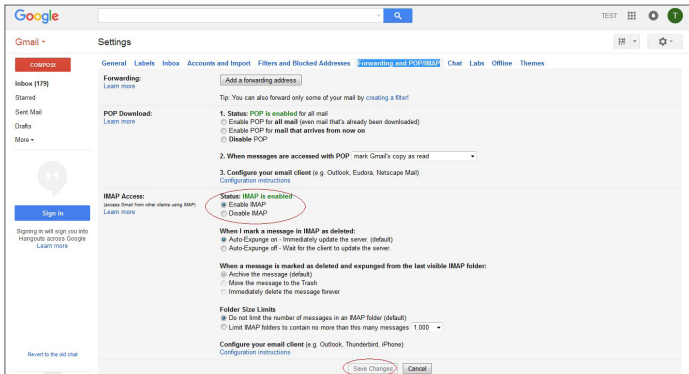 Google
TEST
T
Gmail
Settings
拼
COMPOSE
General Labels Inbox Accounts and Import Filters and Blocked Addresses Forwarding and POP/IMAP Chat Labs Offline Themes
Inbox (179)
Starred
Sent Mail
Drafts
More
Forwarding:
Learn more
Add a forwarding address
Tip: You can also forward only some of your mail by creating a filter!
POP Download:
Learn more
1. Status: POP is enabled for all mail
Enable POP for all mail (even mail that's already been downloaded)
Enable POP for mail that arrives from now on
Disable POP
2. When messages are accessed with POP mark Gmail's copy as read
3. Configure your email client (e.g. Outlook, Eudora, Netscape Mail)
Configuration instructions
Sign in
Signing in will sign you into
Hangouts across Google
Learn more
IMAP Access:
(access Gmail from other clients using IMAP)
Learn more
Status: IMAP is enabled
Enable IMAP
Disable IMAP
When I mark a message in IMAP as deleted:
Auto-Expunge on - Immediately update the server. (default)
Auto-Expunge off - Wait for the client to update the server.
When a message is marked as deleted and expunged from the last visible IMAP folder:
Archive the message (default)
Move the message to the Trash
Immediately delete the message forever
Folder Size Limits
Do not limit the number of messages in an IMAP folder (default)
Limit IMAP folders to contain no more than this many messages 1,000
Configure your email client (e.g. Outlook, Thunderbird, iPhone)
Configuration instructions
Revert to the old chat
Save Changes Cancel